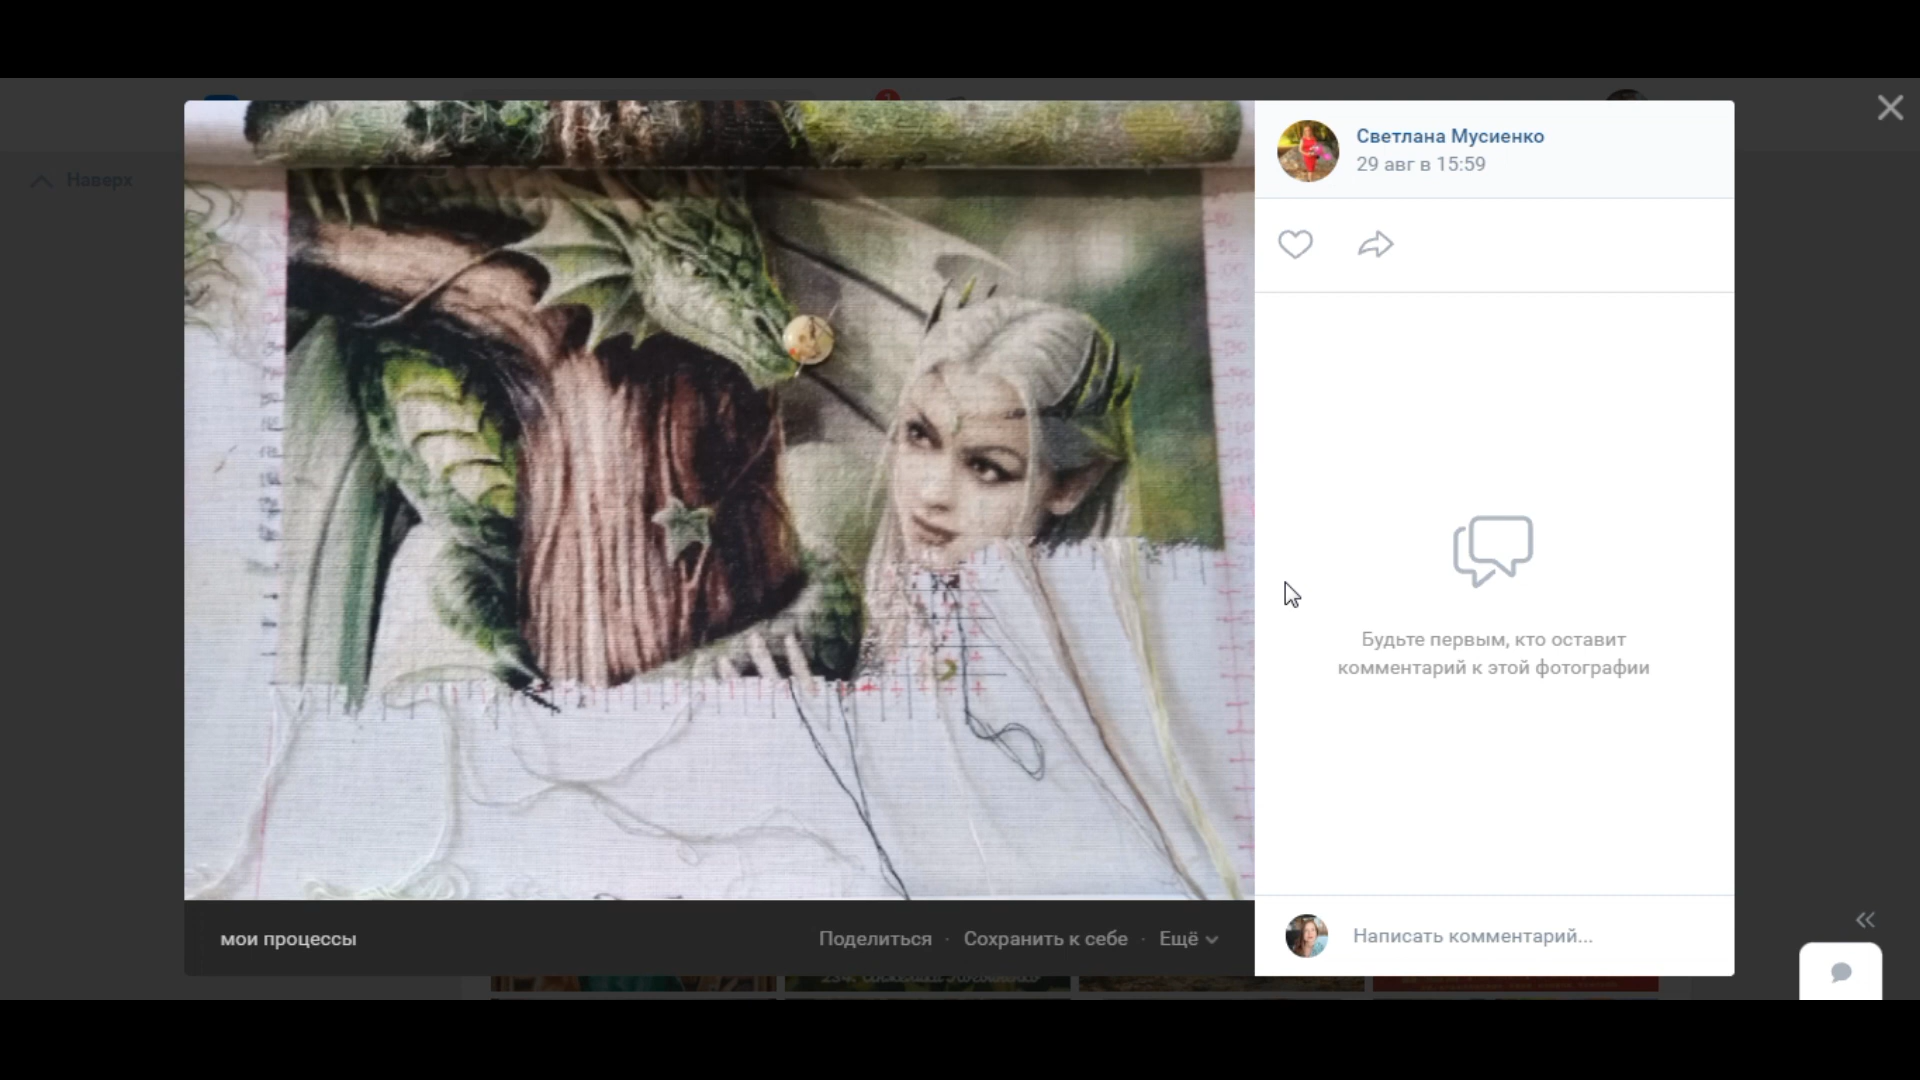 Наверх
Светлана Мусиенко
29 авг в 15:59
Будьте первым, кто оставит
комментарий к этой фотографии
мои процессы
Поделиться · Сохранить к себе · Ещё
Написать комментарий...